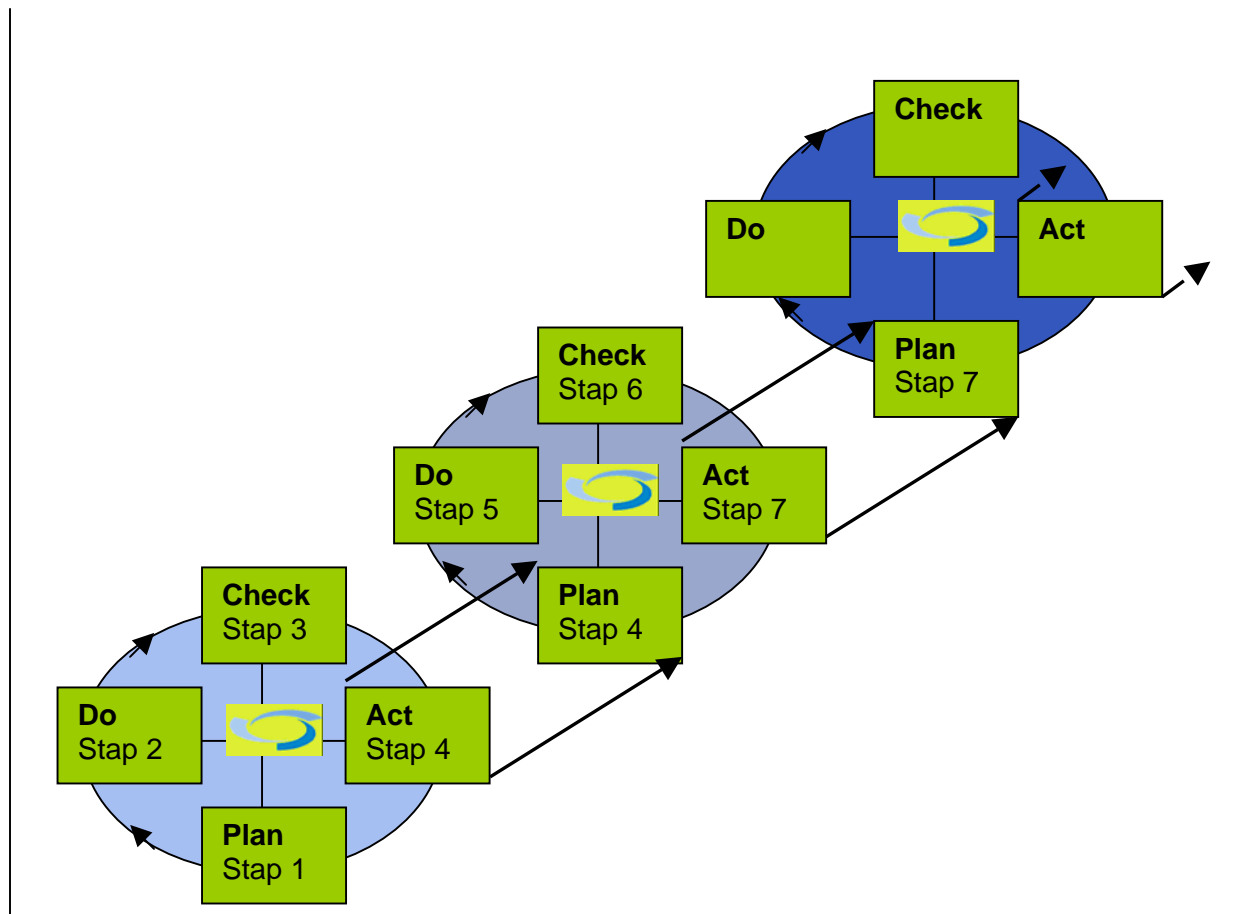 Check
Do
Act
Plan
Stap 7
Check
Stap 6
Do
Stap 5
Act
Stap 7
Plan
Stap 4
Check
Stap 3
Do
Stap 2
Act
Stap 4
Plan
Stap 1